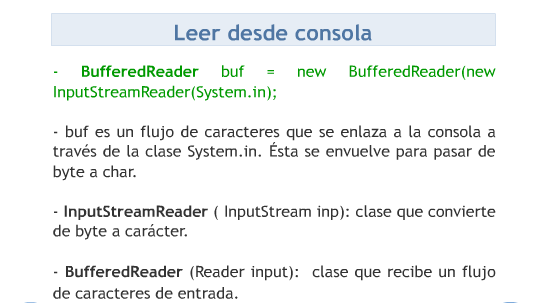 Leer desde consola
- BufferedReader buf = new BufferedReader(new
InputStreamReader(System.in);
- buf es un flujo de caracteres que se enlaza a la consola a
través de la clase System.in. Ésta se envuelve para pasar de
byte a char.
- InputStreamReader ( InputStream inp): clase que convierte
de byte a carácter.
- BufferedReader (Reader input): clase que recibe un flujo
de caracteres de entrada.